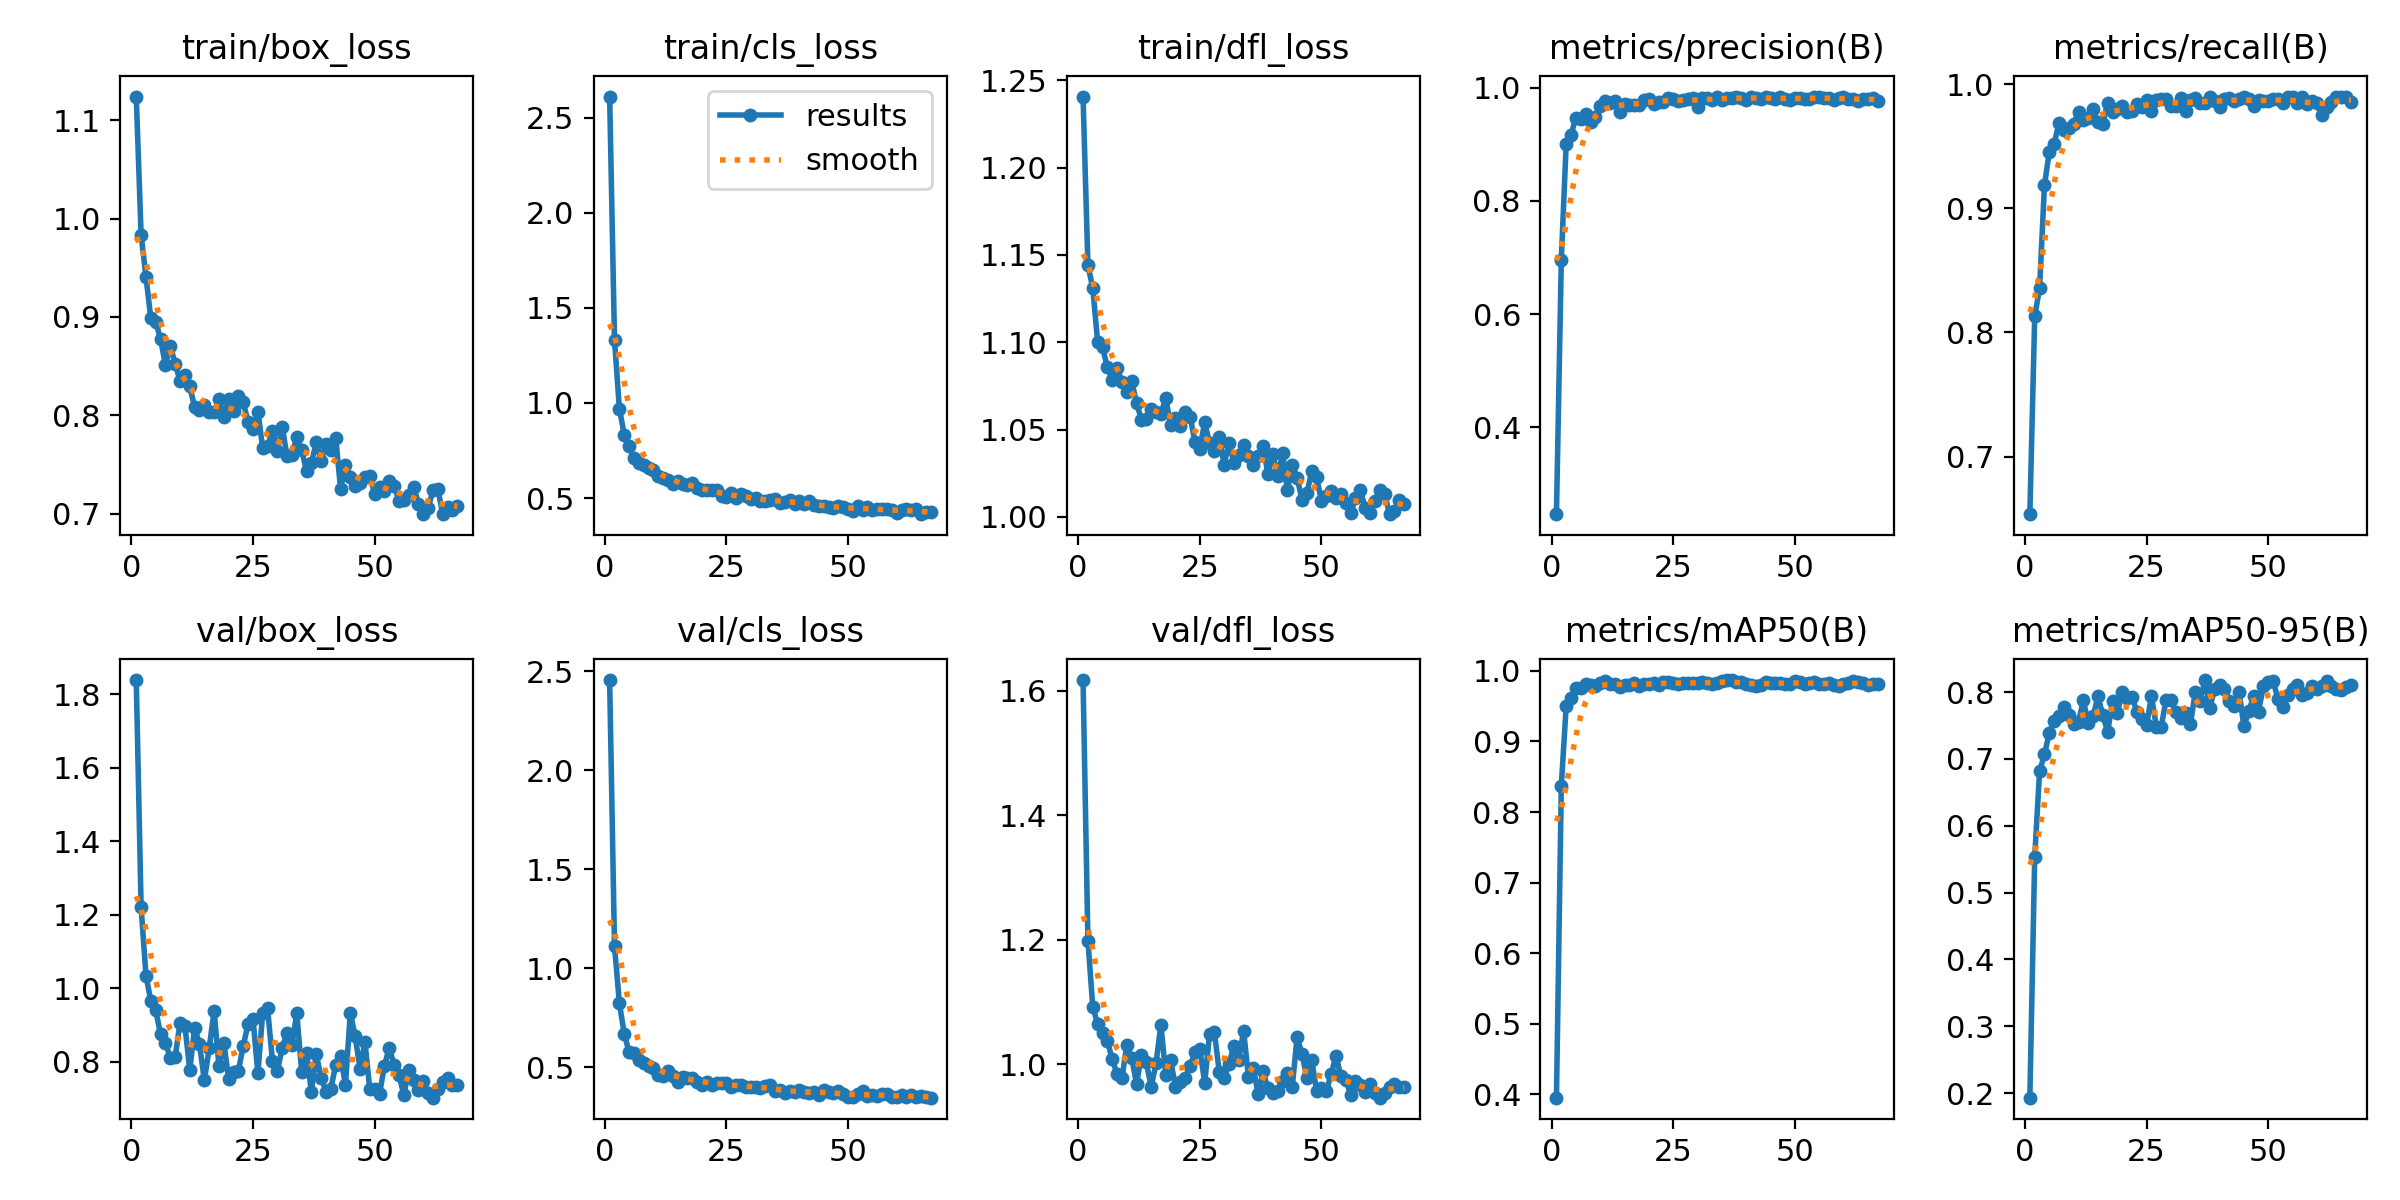 train/box_loss
1.1
1.0
0.9
0.8
0.7
0 25 50
train/cls_loss
results
smooth
2.5
2.0
1.5
1.0
0.5
0 25 50
train/dfl_loss
1.25
1.20
1.15
1.10
1.05
1.00
0 25 50
metrics/precision(B)
1.0
0.8
0.6
0.4
0 25 50
metrics/recall(B)
1.0
0.9
0.8
0.7
0 25 50
val/box_loss
1.8
1.6
1.4
1.2
1.0
0.8
0 25 50
val/cls_loss
2.5
2.0
1.5
1.0
0.5
0 25 50
val/dfl_loss
1.6
1.4
1.2
1.0
0 25 50
metrics/mAP50(B)
1.0
0.9
0.8
0.7
0.6
0.5
0.4
0 25 50
metrics/mAP50-95(B)
0.8
0.7
0.6
0.5
0.4
0.3
0.2
0 25 50